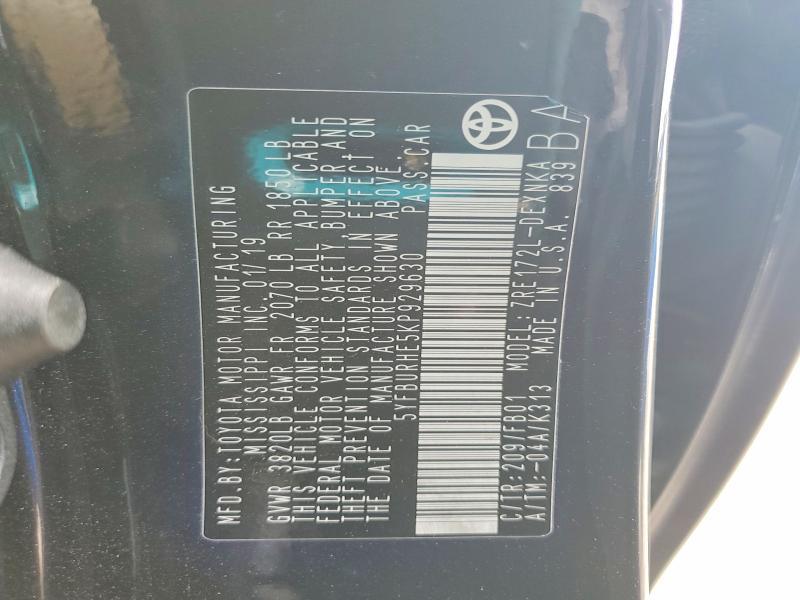 MFD.BY:TOYOTA MOTOR MANUFACTURING
MISSISSIPPI INC. 01/19
GVWR 3820LB GAWR FR 2070 LB RR 1850LB
THIS VEHICLE CONFORMS TO ALL APPLICABLE
FEDERAL MOTOR VEHICLE SAFETY BUMPER AND
THEFT PREVENTION STANDARDS IN EFFECT ON
THE DATE OF MANUFACTURE SHOWN ABOVE.
5YFBURHE5KP929630 PASS.CAR
C/TR:209/FB01 MODEL:ZRE172L-DEXNKA
A/TM:-04A/K313 MADE IN U.S.A. 839
BA